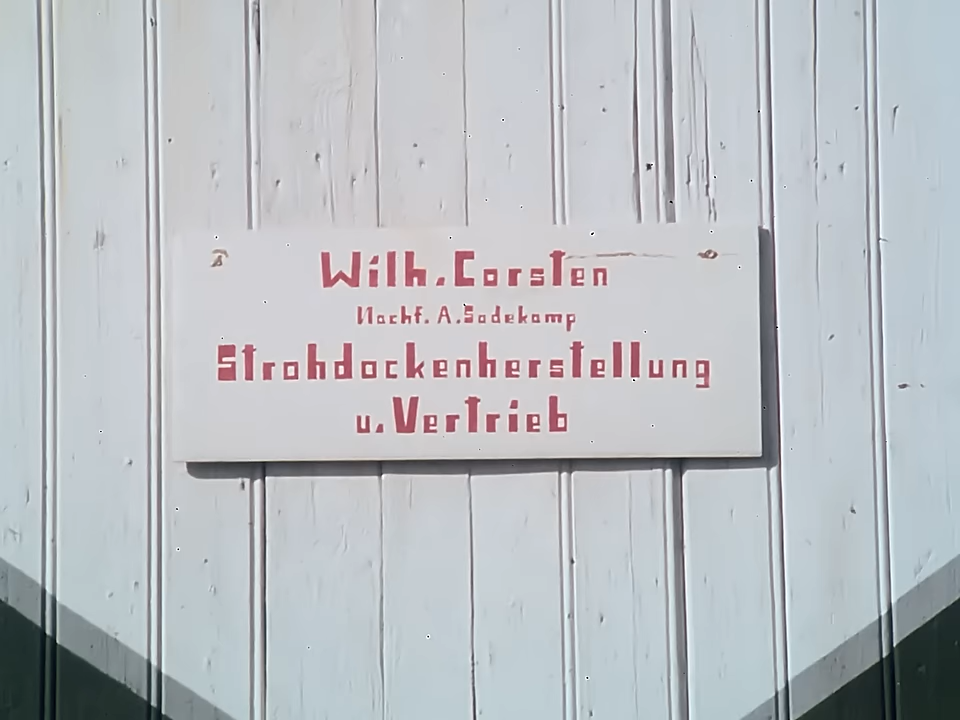 Wilh. Corsten
Nachf. A. Sadekamp
Strohdockenherstellung
u. Vertrieb